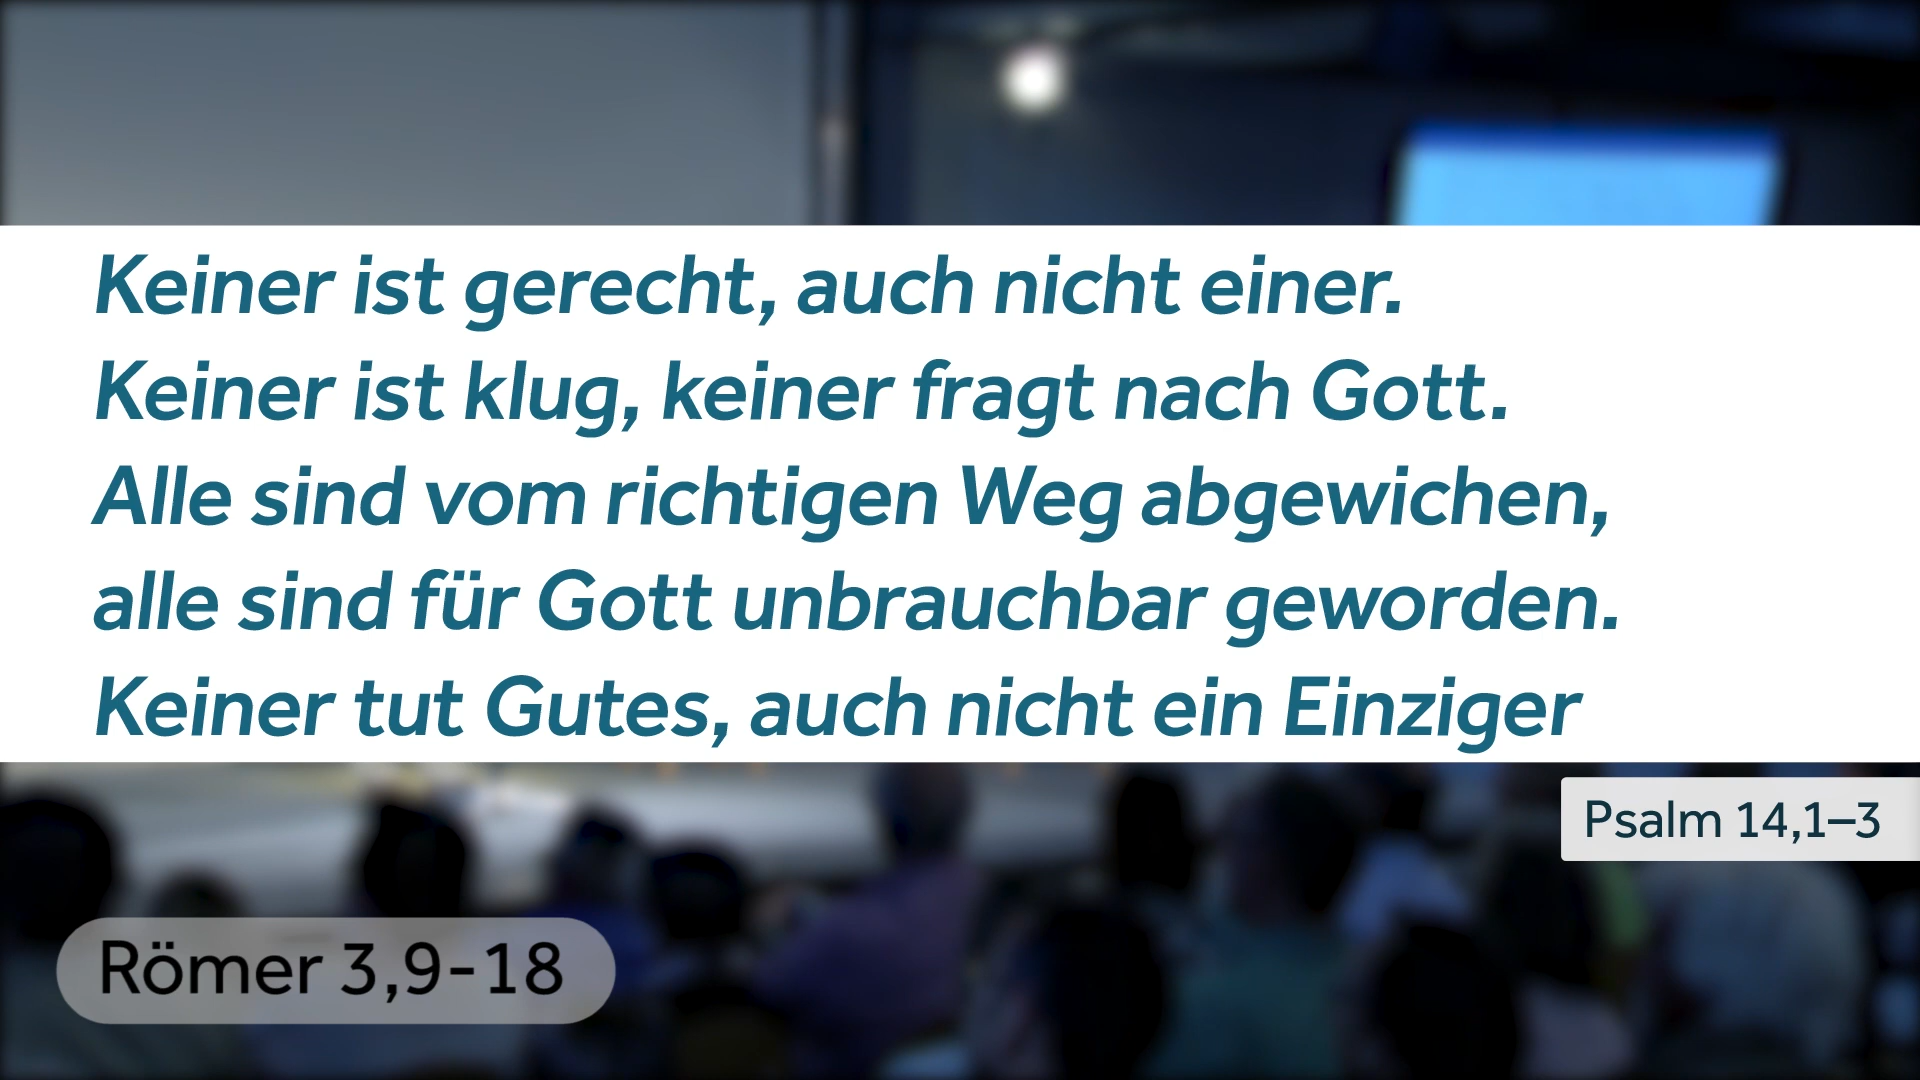 Keiner ist gerecht, auch nicht einer.
Keiner ist klug, keiner fragt nach Gott.
Alle sind vom richtigen Weg abgewichen,
alle sind für Gott unbrauchbar geworden.
Keiner tut Gutes, auch nicht ein Einziger
Psalm 14,1–3
Römer 3,9-18